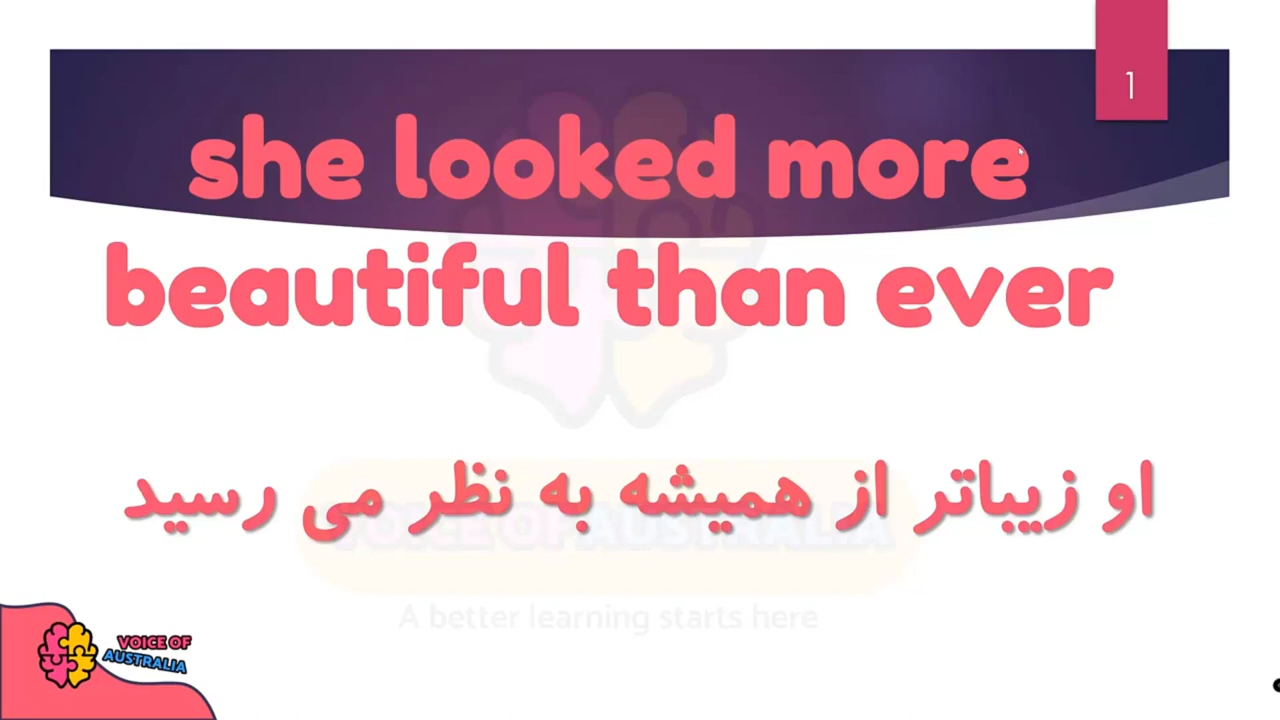 1
she looked more
beautiful than ever
او زیباتر از همیشه به نظر می رسید
VOICE OF AUSTRALIA
A better learning starts here
VOICE OF
AUSTRALIA